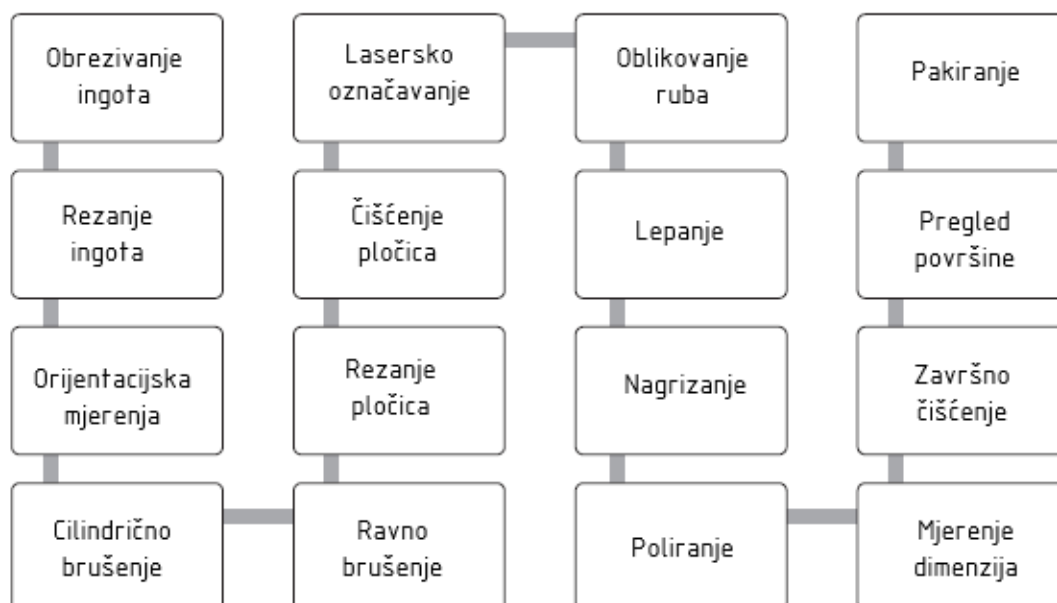 Obrezivanje
ingota
Rezanje
ingota
Orijentacijska
mjerenja
Cilindrično
brušenje
Ravno
brušenje
Rezanje
pločica
Čišćenje
pločica
Lasersko
označavanje
Oblikovanje
ruba
Lepanje
Nagrizanje
Poliranje
Mjerenje
dimenzija
Završno
čišćenje
Pregled
površine
Pakiranje